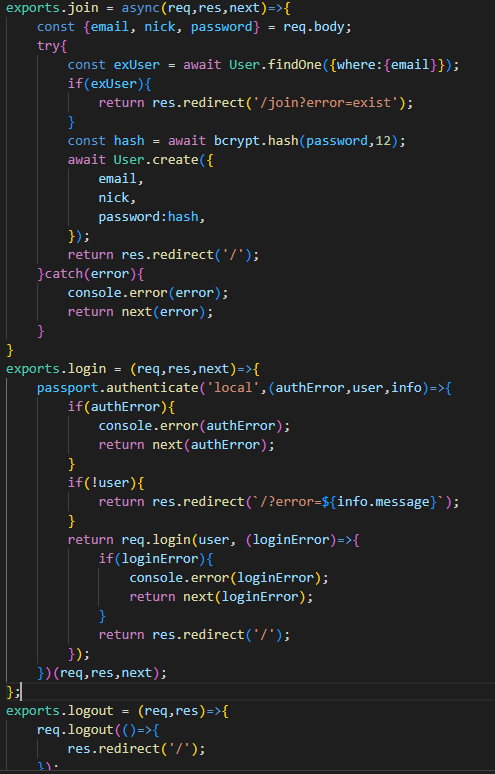 exports.join = async(req,res,next)=>{
    const {email, nick, password} = req.body;
    try{
        const exUser = await User.findOne({where:{email}});
        if(exUser){
            return res.redirect('/join?error=exist');
        }
        const hash = await bcrypt.hash(password,12);
        await User.create({
            email,
            nick,
            password:hash,
        });
        return res.redirect('/');
    }catch(error){
        console.error(error);
        return next(error);
    }
}
exports.login = (req,res,next)=>{
    passport.authenticate('local',(authError,user,info)=>{
        if(authError){
            console.error(authError);
            return next(authError);
        }
        if(!user){
            return res.redirect(`/?error=${info.message}`);
        }
        return req.login(user, (loginError)=>{
            if(loginError){
                console.error(loginError);
                return next(loginError);
            }
            return res.redirect('/');
        });
    })(req,res,next);
};
exports.logout = (req,res)=>{
    req.logout(()=>{
        res.redirect('/');
    });